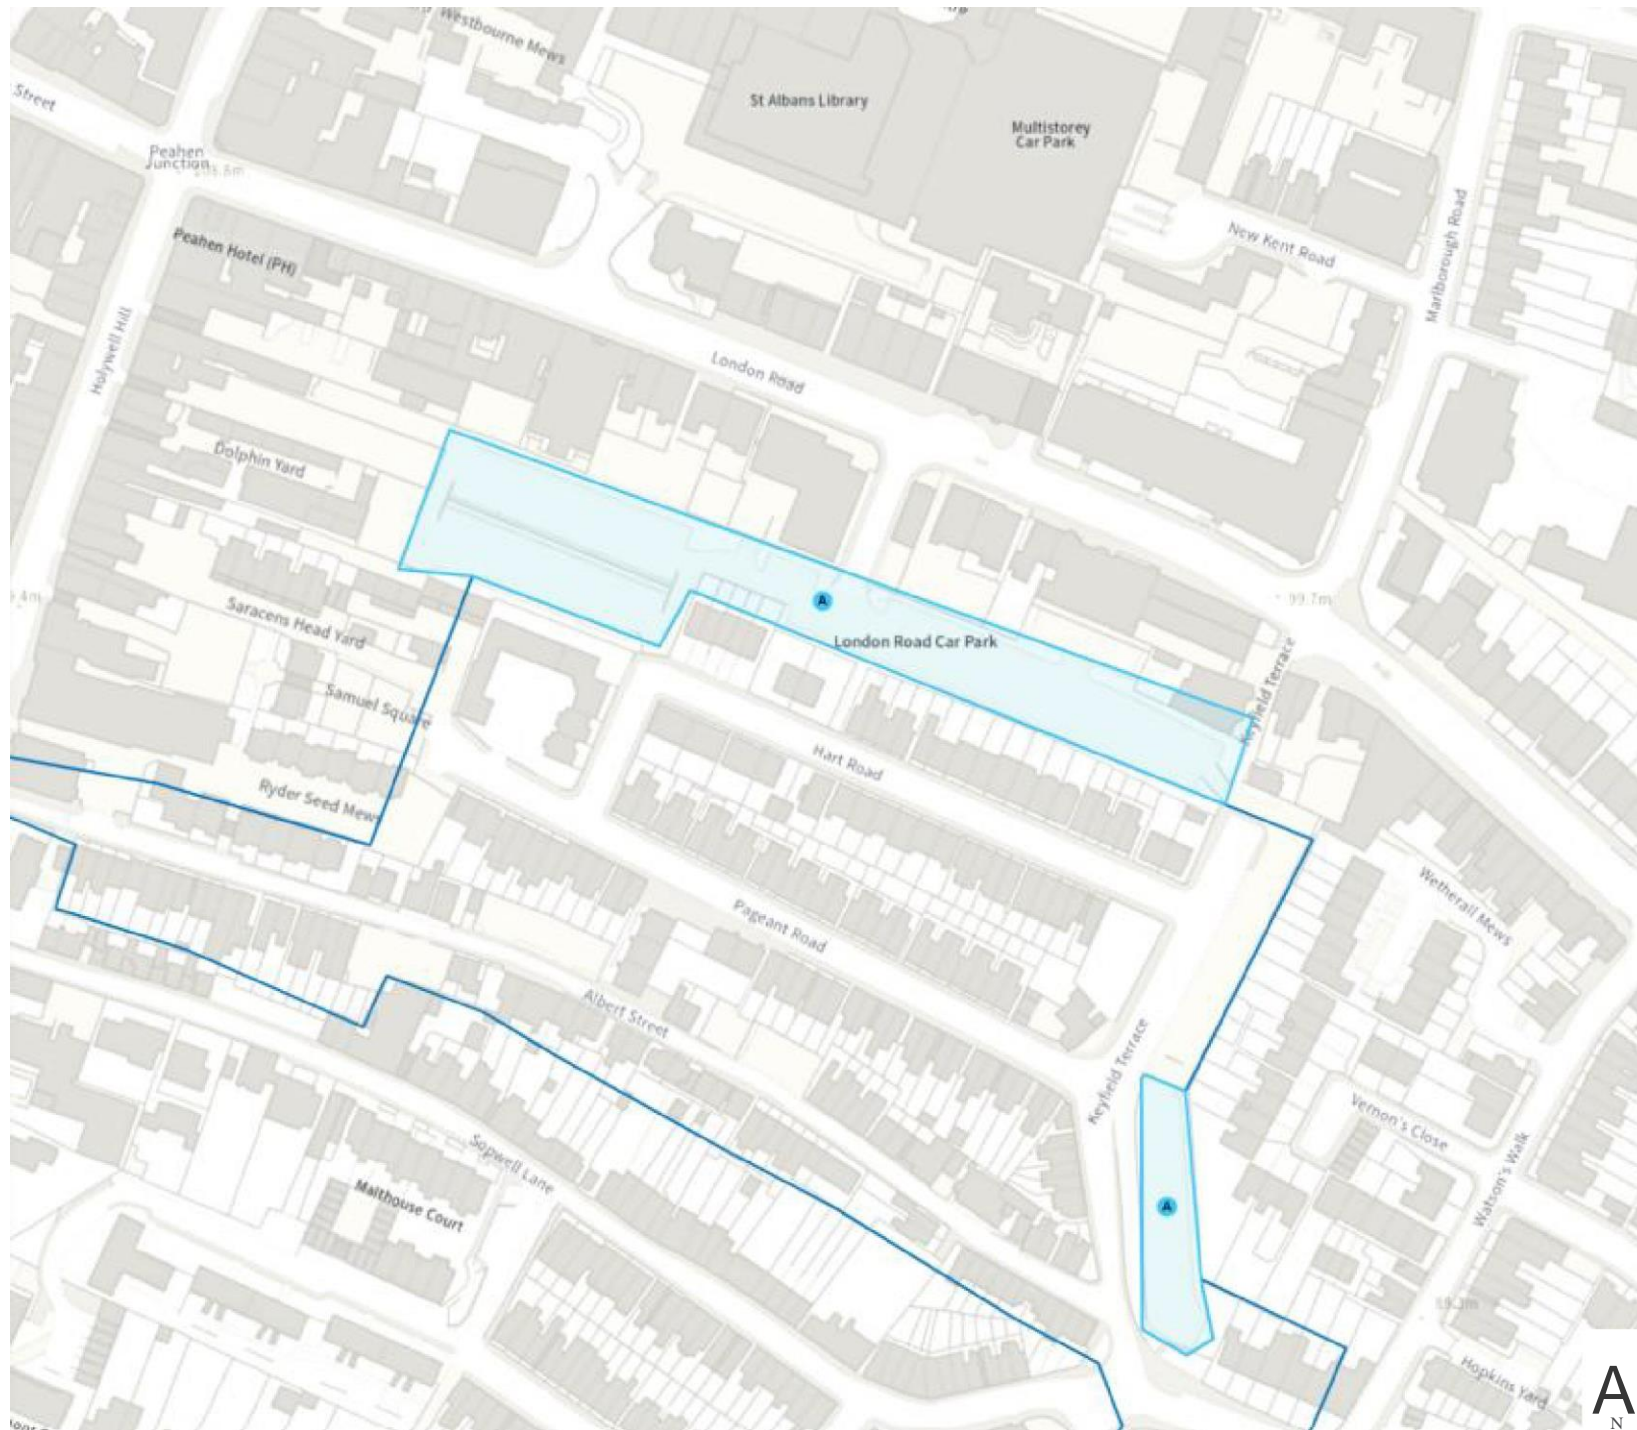 Westbourne Mews
Street
St Albans Library
Multistorey
Car Park
Peahen
Junction
Marlborough Road
New Kent Road
Peahen Hotel (PH)
Holywell Hill
London Road
Dolphin Yard
A
99.7m
Saracens Head Yard
London Road Car Park
Keyfield Terrace
Samuel Square
Hart Road
Ryder Seed Mews
Wetherall Mews
Pageant Road
Albert Street
Keyfield Terrace
Vernon's Close
Sopwell Lane
Watson's Walk
Malthouse Court
A
Hopkins Yard
A
N